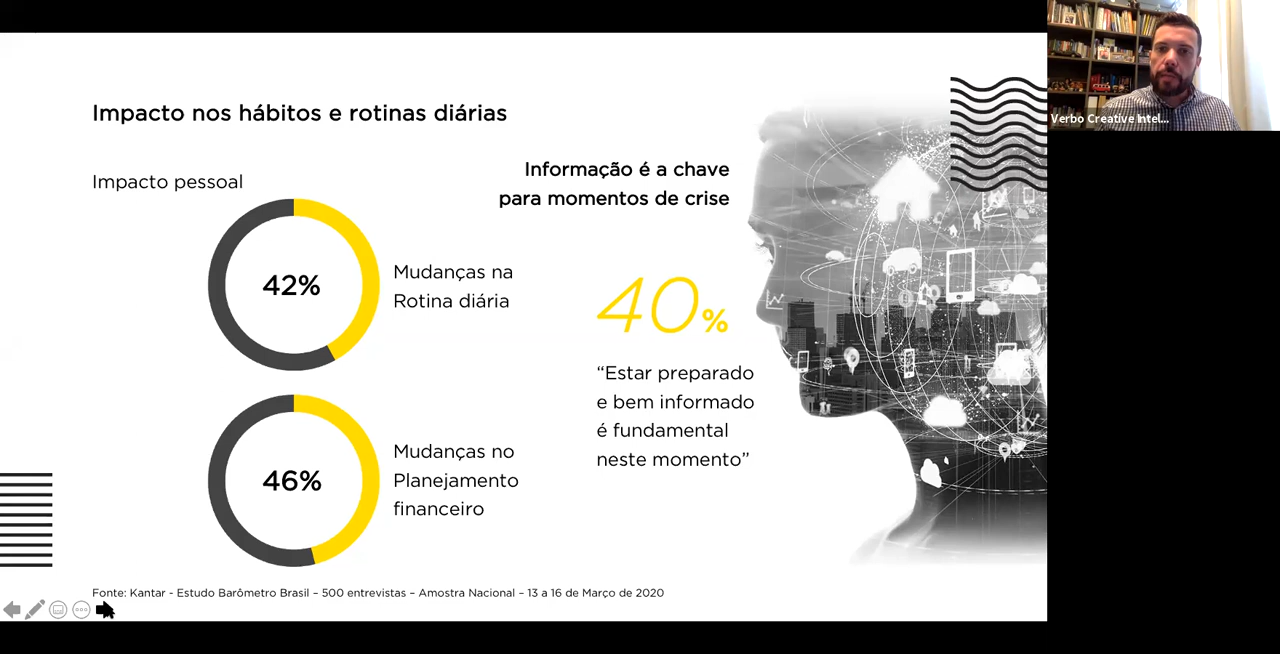 Impacto nos hábitos e rotinas diárias
Impacto pessoal
42%
Mudanças na
Rotina diária
46%
Mudanças no
Planejamento
financeiro
Informação é a chave
para momentos de crise
40%
“Estar preparado
e bem informado
é fundamental
neste momento”
Fonte: Kantar - Estudo Barômetro Brasil – 500 entrevistas – Amostra Nacional – 13 a 16 de Março de 2020
Verbo Creative Intel...